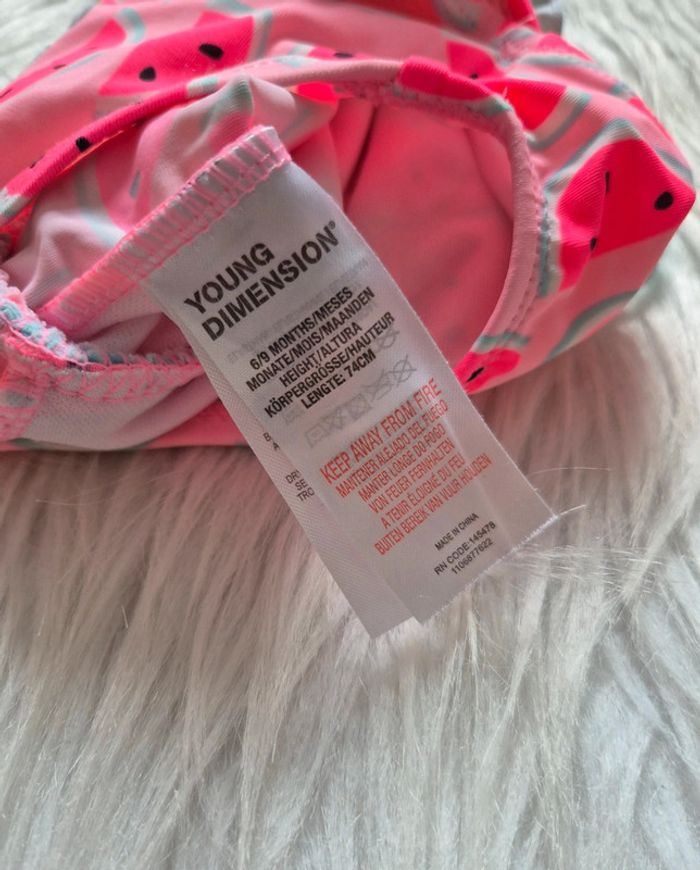 YOUNG
DIMENSION®
6/9 MONTHS/MESES
MONATE/MOIS/MAANDEN
HEIGHT/ALTURA
KÖRPERGRÖSSE/HAUTEUR
LENGTE: 74CM
KEEP AWAY FROM FIRE
MANTENER ALEJADO DEL FUEGO
MANTER LONGE DO FOGO
VON FEUER FERNHALTEN
A TENIR ÉLOIGNÉ DU FEU
BUITEN BEREIK VAN VUUR HOUDEN
MADE IN CHINA
RN CODE:145478
1106877622